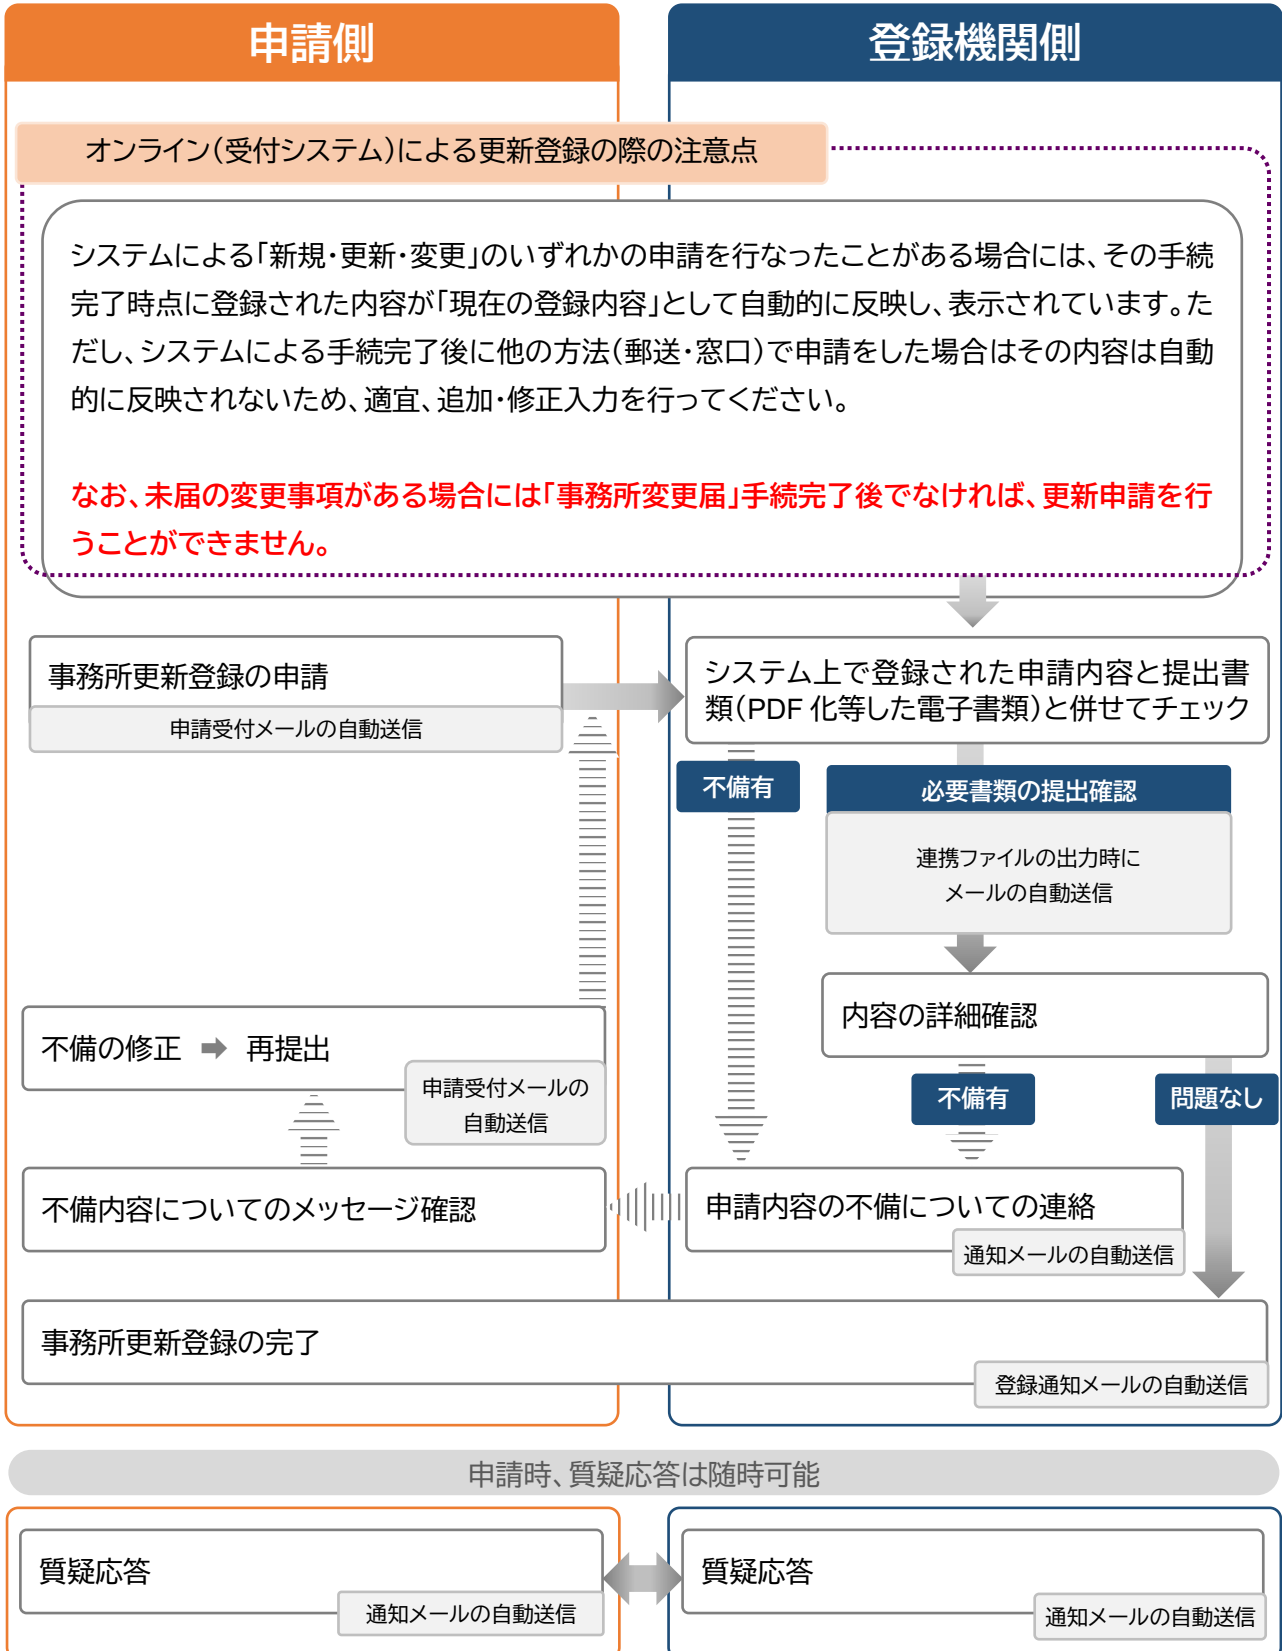 申請側
登録機関側
オンライン(受付システム)による更新登録の際の注意点
システムによる「新規・更新・変更」のいずれかの申請を行なったことがある場合には、その手続
完了時点に登録された内容が「現在の登録内容」として自動的に反映し、表示されています。た
だし、システムによる手続完了後に他の方法(郵送・窓口)で申請をした場合はその内容は自動
的に反映されないため、適宜、追加・修正入力を行ってください。
なお、未届の変更事項がある場合には「事務所変更届」手続完了後でなければ、更新申請を行
うことができません。
事務所更新登録の申請
申請受付メールの自動送信
システム上で登録された申請内容と提出書
類(PDF 化等した電子書類)と併せてチェック
不備有
必要書類の提出確認
連携ファイルの出力時に
メールの自動送信
内容の詳細確認
不備の修正 ➡ 再提出
申請受付メールの
自動送信
不備有
問題なし
不備内容についてのメッセージ確認
申請内容の不備についての連絡
通知メールの自動送信
事務所更新登録の完了
登録通知メールの自動送信
申請時、質疑応答は随時可能
質疑応答
通知メールの自動送信
質疑応答
通知メールの自動送信